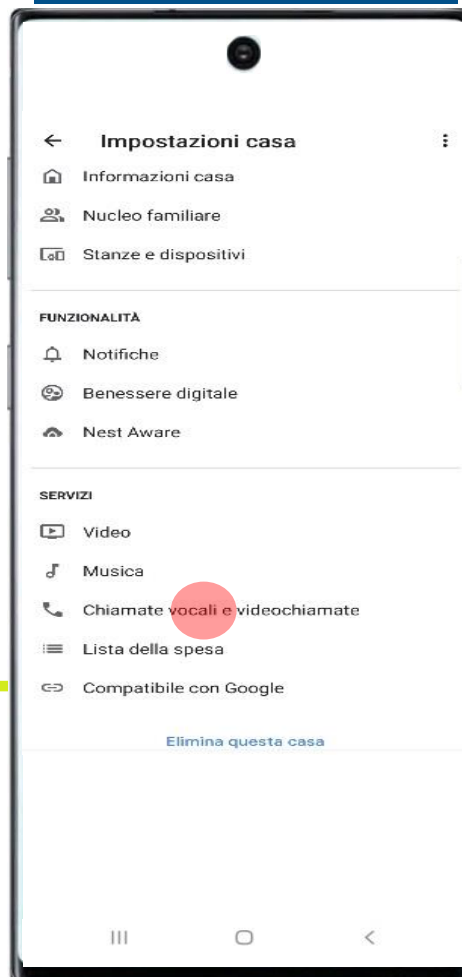 Impostazioni casa
Informazioni casa
Nucleo familiare
Stanze e dispositivi
FUNZIONALITÀ
Notifiche
Benessere digitale
Nest Aware
SERVIZI
Video
Musica
Chiamate vocali e videochiamate
Lista della spesa
Compatibile con Google
Elimina questa casa